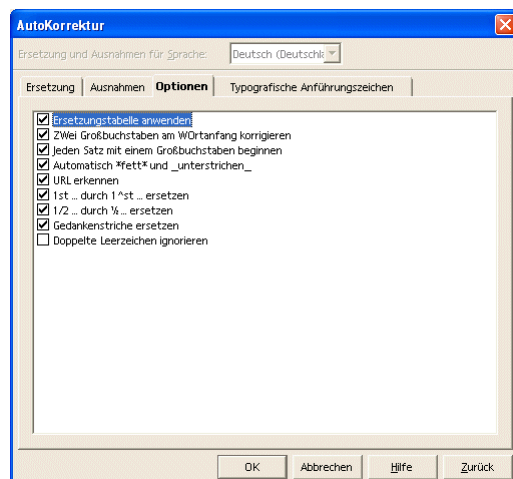 AutoKorrektur
Ersetzung und Ausnahmen für Sprache: Deutsch (Deutschl
Ersetzung Ausnahmen Optionen Typografische Anführungszeichen
Ersetzungstabelle anwenden
ZWei Großbuchstaben am WOrtanfang korrigieren
Jeden Satz mit einem Großbuchstaben beginnen
Automatisch *fett* und _unterstrichen_
URL erkennen
1st ... durch 1^st ... ersetzen
1/2 ... durch ½ ... ersetzen
Gedankenstriche ersetzen
Doppelte Leerzeichen ignorieren
OK Abbrechen Hilfe Zurück